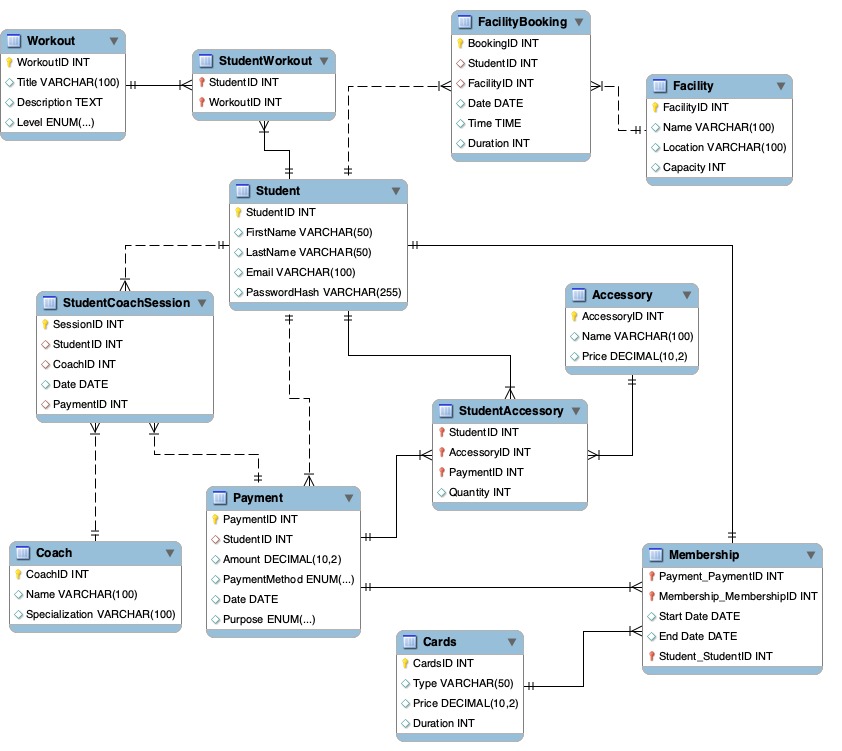 Workout
WorkoutID INT
Title VARCHAR(100)
Description TEXT
Level ENUM(...)
StudentWorkout
StudentID INT
WorkoutID INT
FacilityBooking
BookingID INT
StudentID INT
FacilityID INT
Date DATE
Time TIME
Duration INT
Facility
FacilityID INT
Name VARCHAR(100)
Location VARCHAR(100)
Capacity INT
Student
StudentID INT
FirstName VARCHAR(50)
LastName VARCHAR(50)
Email VARCHAR(100)
PasswordHash VARCHAR(255)
StudentCoachSession
SessionID INT
StudentID INT
CoachID INT
Date DATE
PaymentID INT
Accessory
AccessoryID INT
Name VARCHAR(100)
Price DECIMAL(10,2)
StudentAccessory
StudentID INT
AccessoryID INT
PaymentID INT
Quantity INT
Payment
PaymentID INT
StudentID INT
Amount DECIMAL(10,2)
PaymentMethod ENUM(...)
Date DATE
Purpose ENUM(...)
Coach
CoachID INT
Name VARCHAR(100)
Specialization VARCHAR(100)
Membership
Payment_PaymentID INT
Membership_MembershipID INT
Start Date DATE
End Date DATE
Student_StudentID INT
Cards
CardsID INT
Type VARCHAR(50)
Price DECIMAL(10,2)
Duration INT